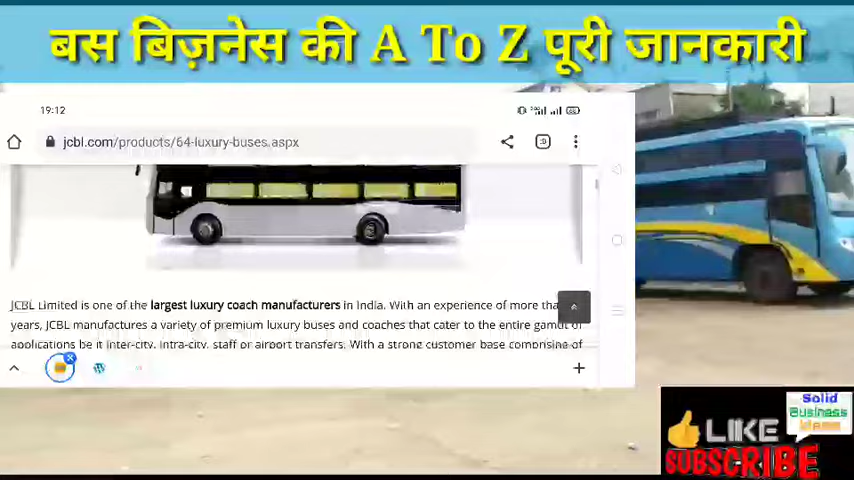 बस बिज़नेस की A To Z पूरी जानकारी
19:12
jcbl.com/products/64-luxury-buses.aspx
JCBL Limited is one of the largest luxury coach manufacturers in India. With an experience of more
years, JCBL manufactures a variety of premium luxury buses and coaches that cater to the entire gamut of
applications be it inter-city, intra-city, staff or airport transfers. With a strong customer base comprising of
Solid
Business
Ideas
LIKE
SUBSCRIBE